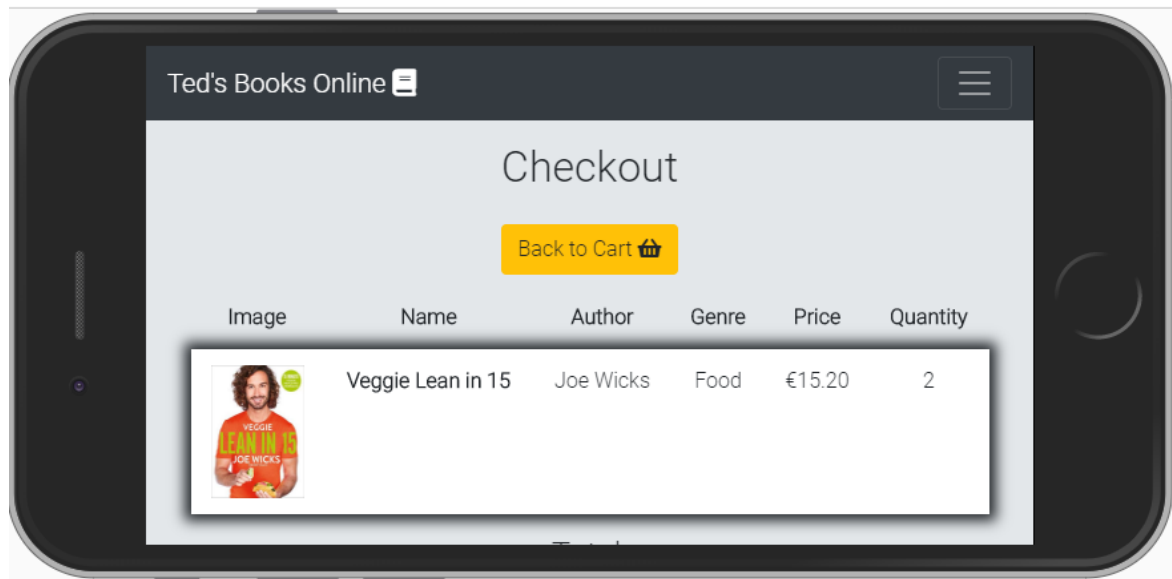 Ted's Books Online
Checkout
Back to Cart
Image Name Author Genre Price Quantity
Veggie Lean in 15 Joe Wicks Food €15.20 2
VEGGIE
LEAN IN 15
JOE WICKS